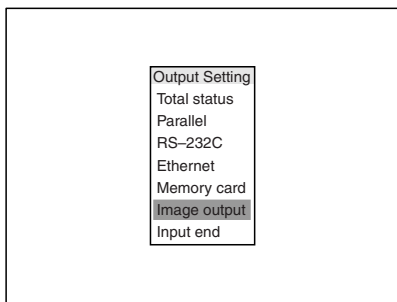 Output Setting
Total status
Parallel
RS–232C
Ethernet
Memory card
Image output
Input end